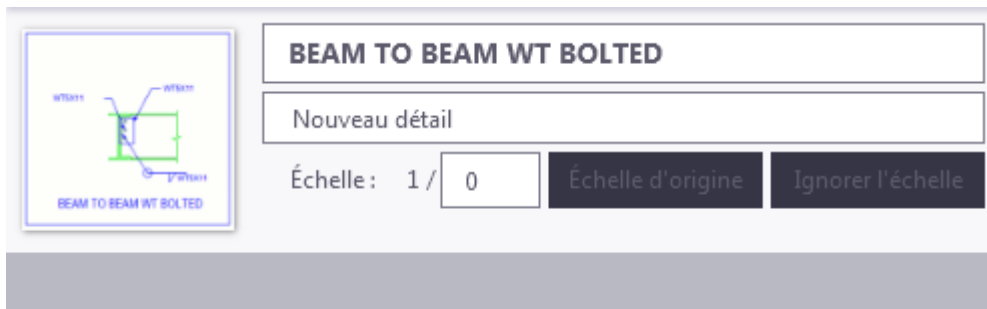 BEAM TO BEAM WT BOLTED
Nouveau détail
Échelle : 1 / 0 Échelle d'origine Ignorer l'échelle
BEAM TO BEAM WT BOLTED